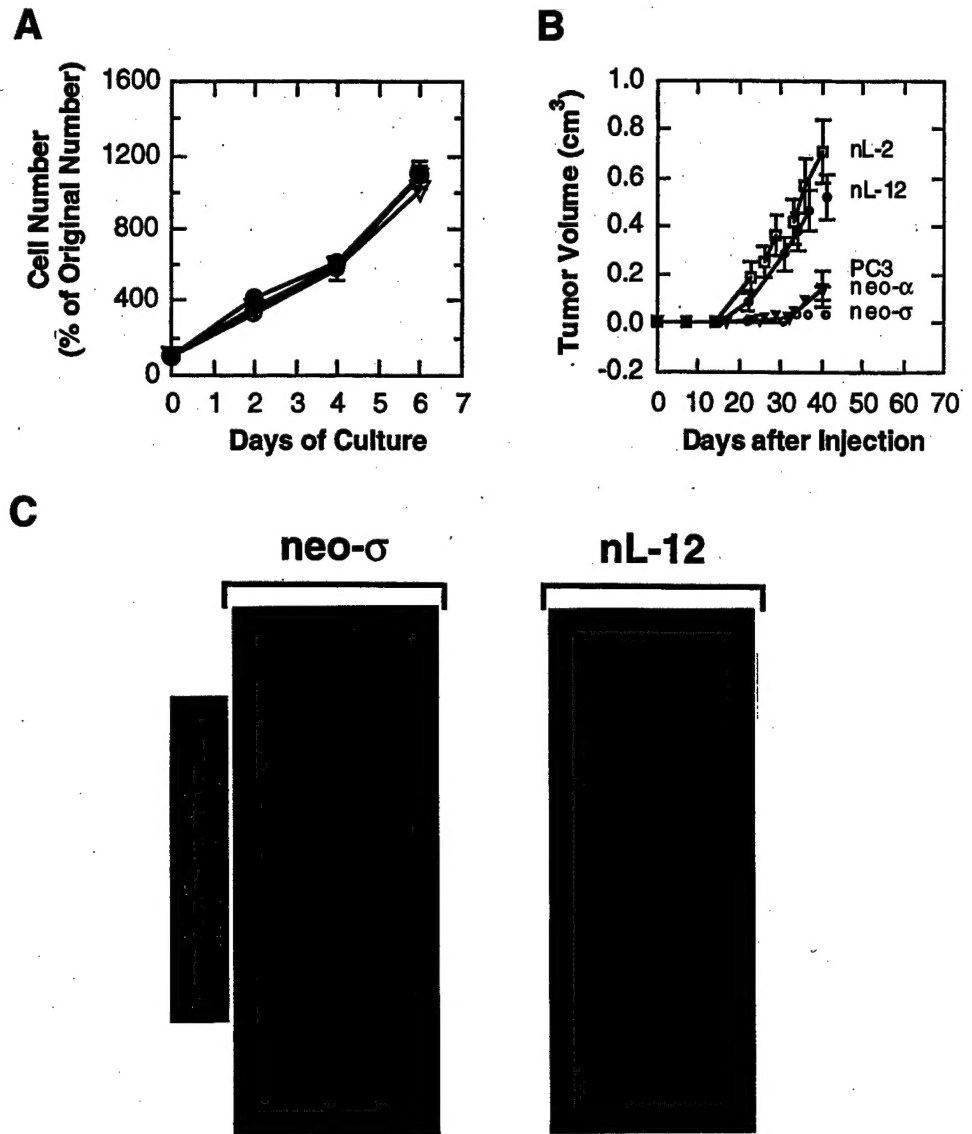 A
1600
1200
800
400
0
Cell Number
(% of Original Number)
0 1 2 3 4 5 6 7
Days of Culture
B
1.0
0.8
0.6
0.4
0.2
0.0
-0.2
Tumor Volume (cm³)
nL-2
nL-12
PC3
neo-α
neo-σ
0 10 20 30 40 50 60 70
Days after Injection
C
neo-σ
nL-12